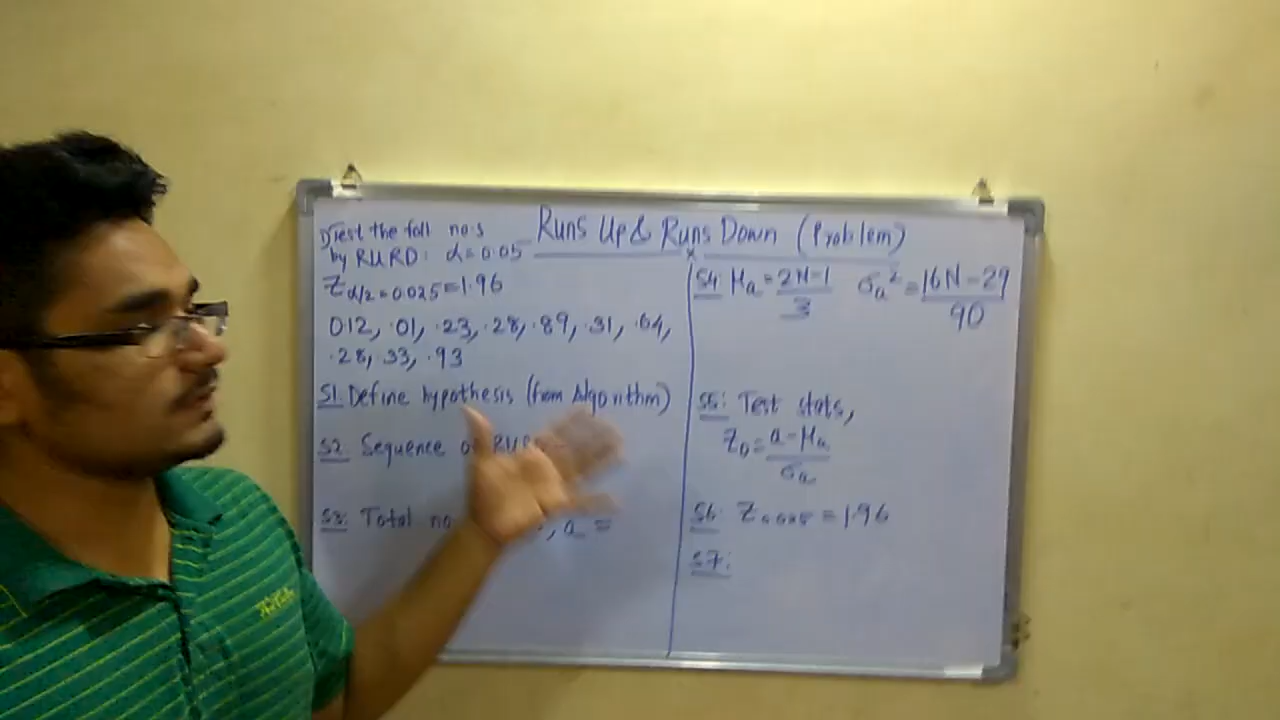 Runs Up & Runs Down (Problem)
1) Test the foll no.s
by RURD: α=0.05
Z α/2=0.025=1.96
0.12, .01, .23, .28, .89, .31, .64,
.28, .33, .93
S1. Define hypothesis (from Algorithm)
S2 Sequence
S3: Total no , a =
S4 μa = 2N-1 / 3 σa² = 16N-29 / 90
S5: Test stats,
Z0 = a-μa / σa
S6: Z0.025 = 1.96
S7: